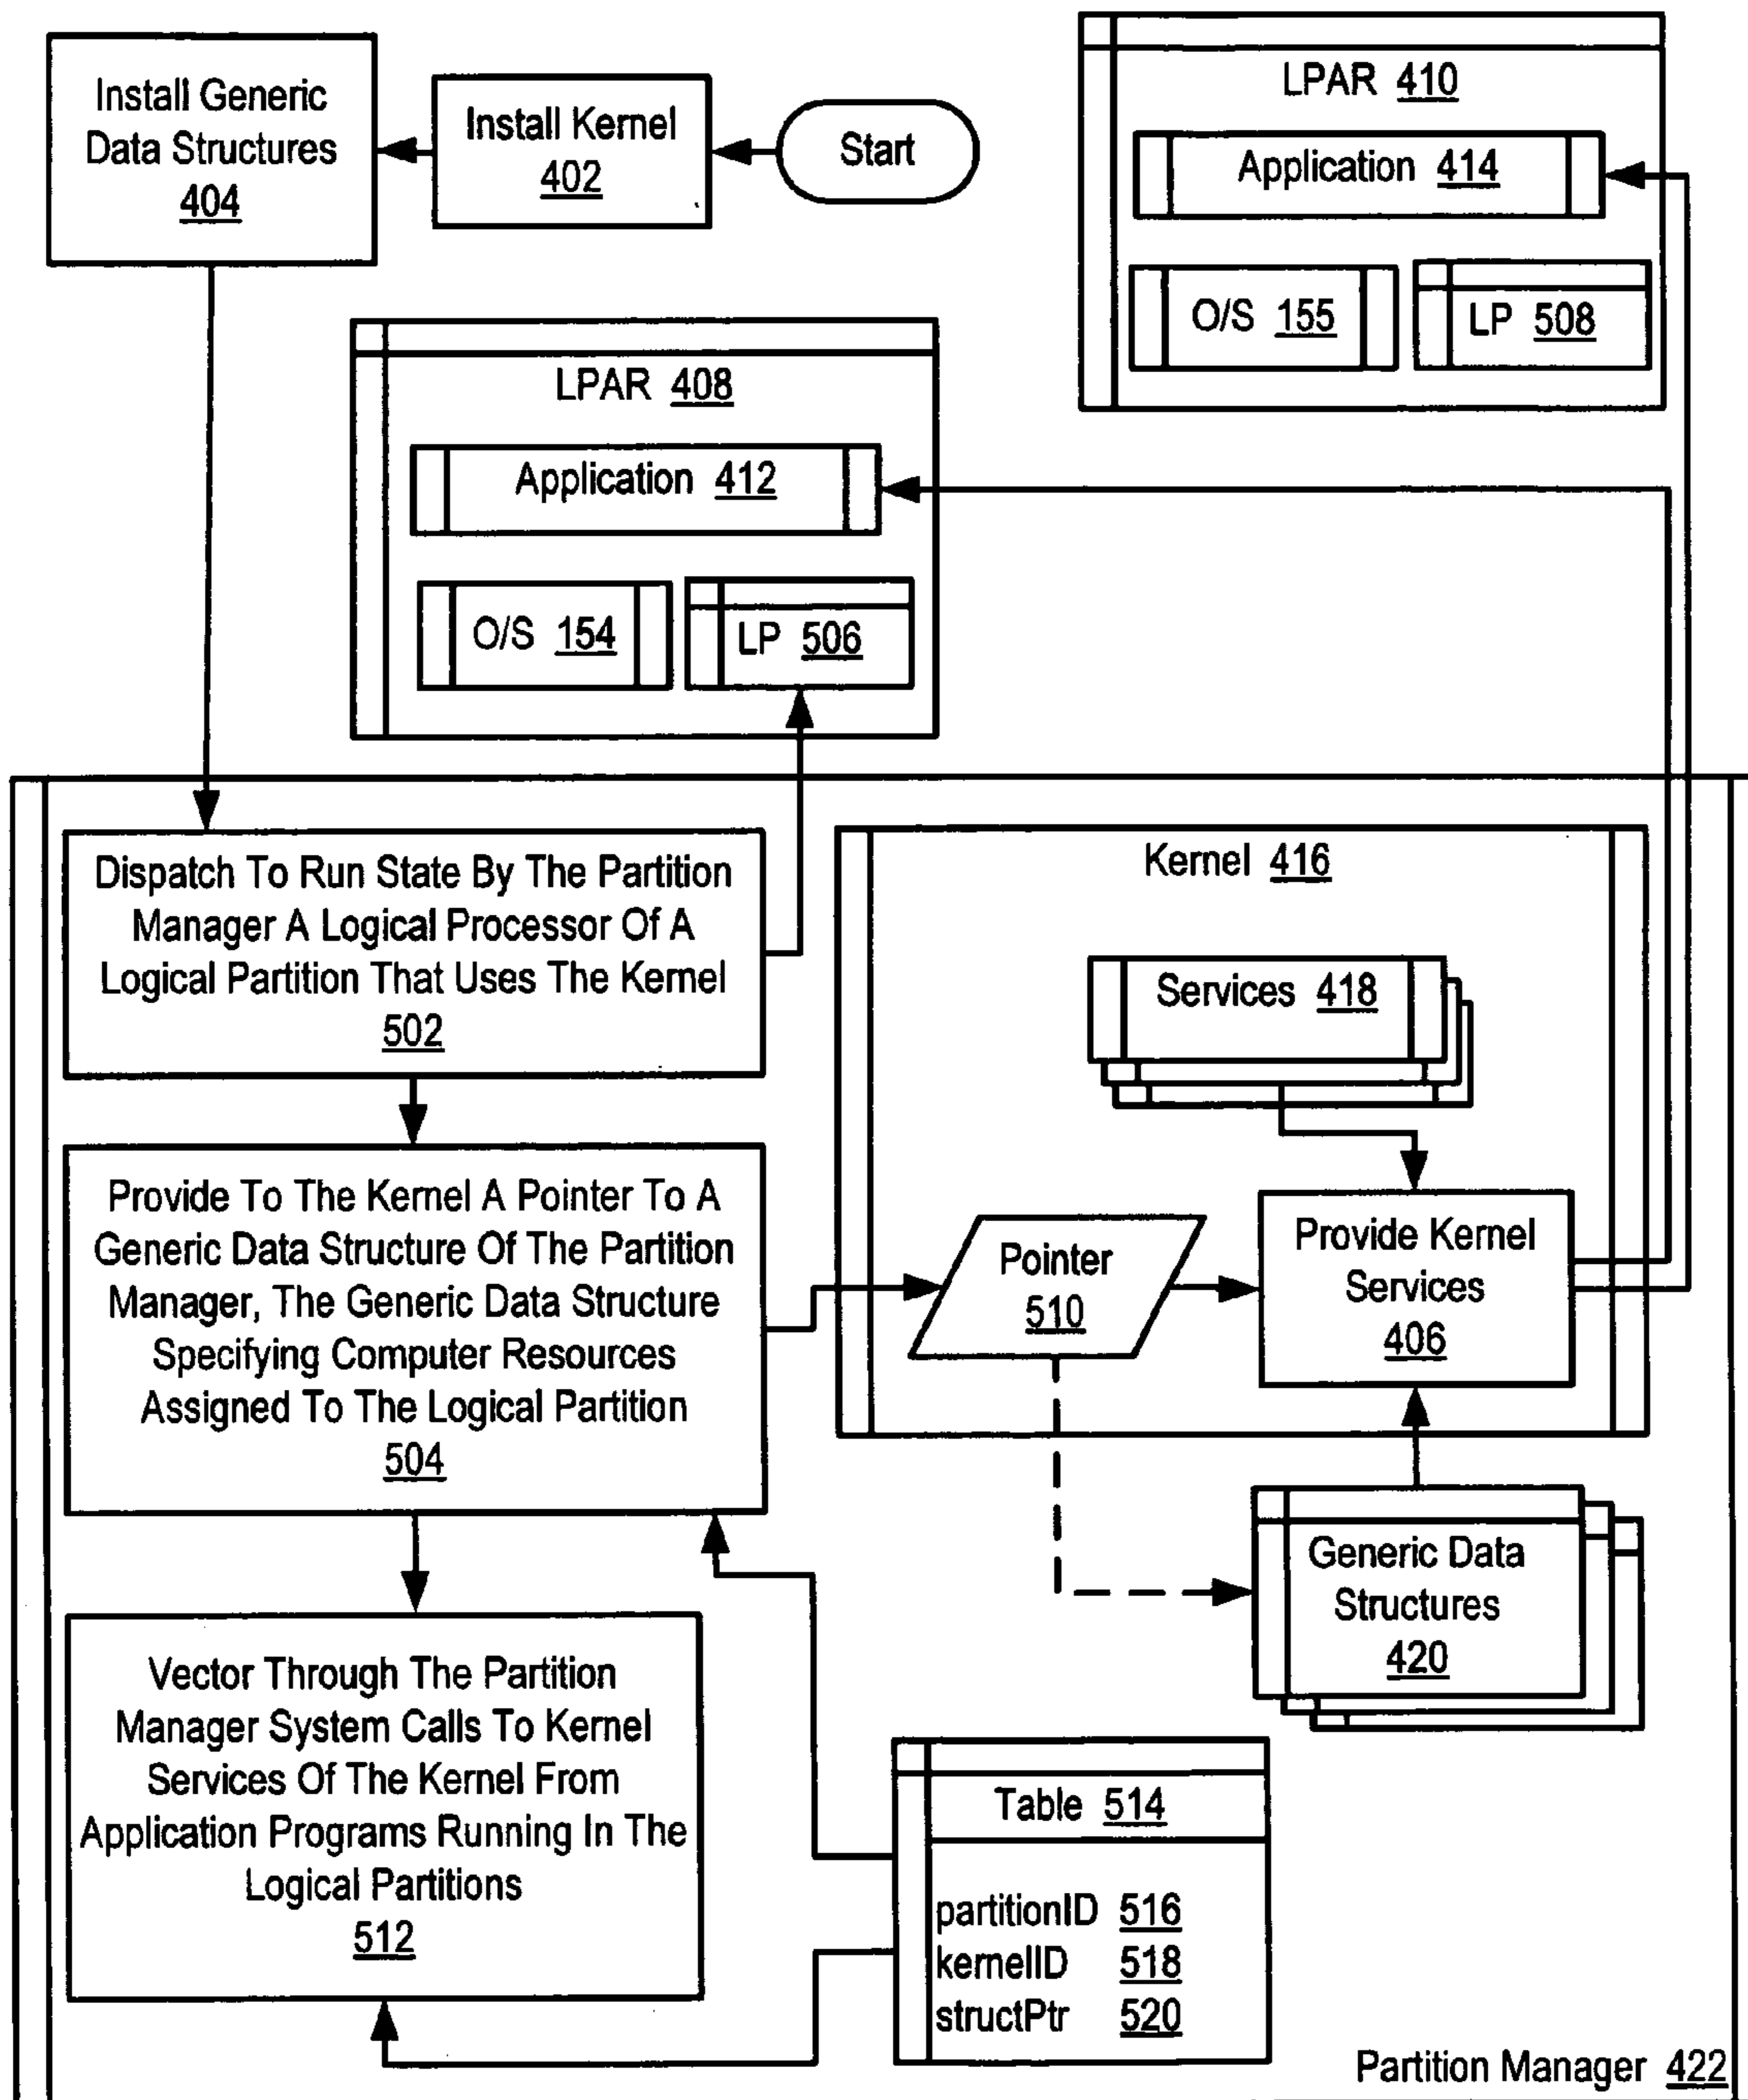 Install Generic
Data Structures
404
Install Kernel
402
Start
LPAR 410
Application 414
O/S 155
LP 508
LPAR 408
Application 412
O/S 154
LP 506
Dispatch To Run State By The Partition
Manager A Logical Processor Of A
Logical Partition That Uses The Kernel
502
Kernel 416
Services 418
Provide To The Kernel A Pointer To A
Generic Data Structure Of The Partition
Manager, The Generic Data Structure
Specifying Computer Resources
Assigned To The Logical Partition
504
Pointer
510
Provide Kernel
Services
406
Generic Data
Structures
420
Vector Through The Partition
Manager System Calls To Kernel
Services Of The Kernel From
Application Programs Running In The
Logical Partitions
512
Table 514
partitionID 516
kernelID 518
structPtr 520
Partition Manager 422